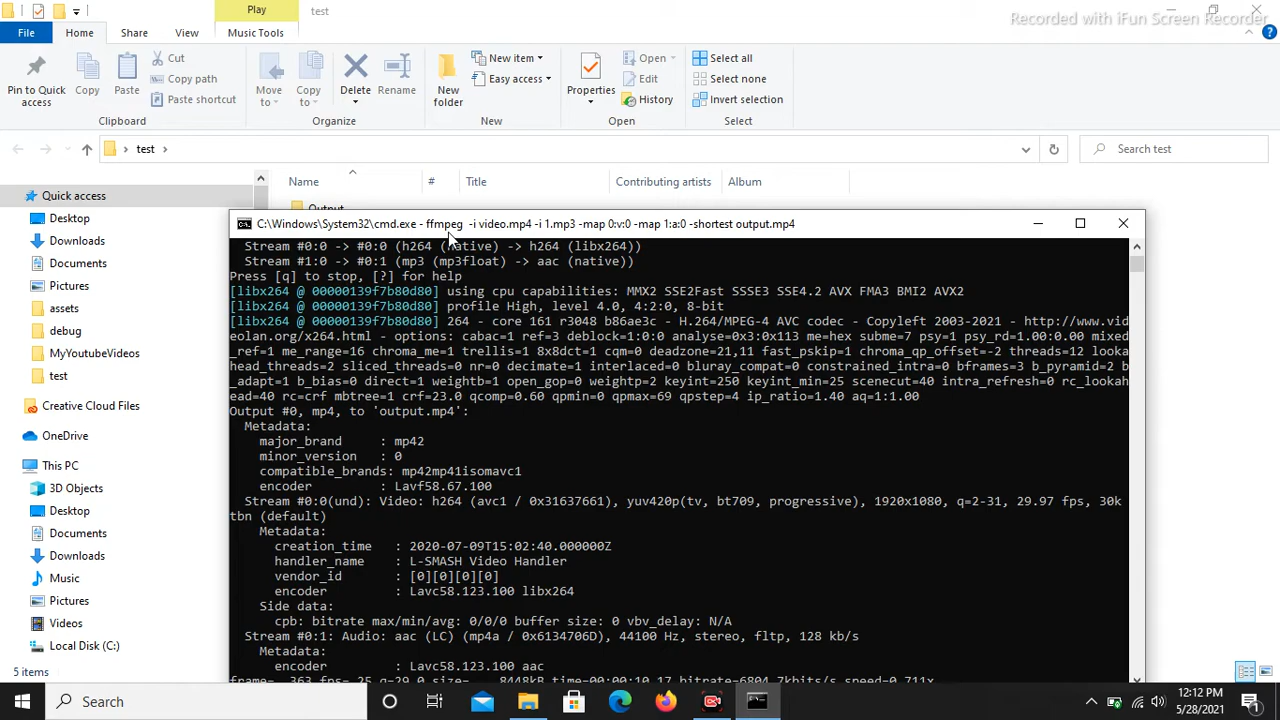 Play
test
Recorded with iFun Screen Recorder
File
Home
Share
View
Music Tools
Pin to Quick access
Copy
Paste
Cut
Copy path
Paste shortcut
Clipboard
Move to
Copy to
Delete
Rename
Organize
New folder
New item
Easy access
New
Properties
Open
Edit
History
Open
Select all
Select none
Invert selection
Select
test
Search test
Name
#
Title
Contributing artists
Album
Quick access
Desktop
Downloads
Documents
Pictures
assets
debug
MyYoutubeVideos
test
Creative Cloud Files
OneDrive
This PC
3D Objects
Desktop
Documents
Downloads
Music
Pictures
Videos
Local Disk (C:)
5 items
Output
C:\Windows\System32\cmd.exe - ffmpeg -i video.mp4 -i 1.mp3 -map 0:v:0 -map 1:a:0 -shortest output.mp4
Stream #0:0 -> #0:0 (h264 (native) -> h264 (libx264))
Stream #1:0 -> #0:1 (mp3 (mp3float) -> aac (native))
Press [q] to stop, [?] for help
[libx264 @ 00000139f7b80d80] using cpu capabilities: MMX2 SSE2Fast SSSE3 SSE4.2 AVX FMA3 BMI2 AVX2
[libx264 @ 00000139f7b80d80] profile High, level 4.0, 4:2:0, 8-bit
[libx264 @ 00000139f7b80d80] 264 - core 161 r3048 b86ae3c - H.264/MPEG-4 AVC codec - Copyleft 2003-2021 - http://www.vid
eolan.org/x264.html - options: cabac=1 ref=3 deblock=1:0:0 analyse=0x3:0x113 me=hex subme=7 psy=1 psy_rd=1.00:0.00 mixed
_ref=1 me_range=16 chroma_me=1 trellis=1 8x8dct=1 cqm=0 deadzone=21,11 fast_pskip=1 chroma_qp_offset=-2 threads=12 looka
head_threads=2 sliced_threads=0 nr=0 decimate=1 interlaced=0 bluray_compat=0 constrained_intra=0 bframes=3 b_pyramid=2 b
_adapt=1 b_bias=0 direct=1 weightb=1 open_gop=0 weightp=2 keyint=250 keyint_min=25 scenecut=40 intra_refresh=0 rc_lookah
ead=40 rc=crf mbtree=1 crf=23.0 qcomp=0.60 qpmin=0 qpmax=69 qpstep=4 ip_ratio=1.40 aq=1:1.00
Output #0, mp4, to 'output.mp4':
Metadata:
major_brand : mp42
minor_version : 0
compatible_brands: mp42mp41isomavc1
encoder : Lavf58.67.100
Stream #0:0(und): Video: h264 (avc1 / 0x31637661), yuv420p(tv, bt709, progressive), 1920x1080, q=2-31, 29.97 fps, 30k
tbn (default)
Metadata:
creation_time : 2020-07-09T15:02:40.000000Z
handler_name : L-SMASH Video Handler
vendor_id : [0][0][0][0]
encoder : Lavc58.123.100 libx264
Side data:
cpb: bitrate max/min/avg: 0/0/0 buffer size: 0 vbv_delay: N/A
Stream #0:1: Audio: aac (LC) (mp4a / 0x6134706D), 44100 Hz, stereo, fltp, 128 kb/s
Metadata:
encoder : Lavc58.123.100 aac
frame= 363 fps= 25 q=29.0 size= 8448kB time=00:00:10.17 bitrate=6804.7kbits/s speed=0.711x
Search
12:12 PM
5/28/2021